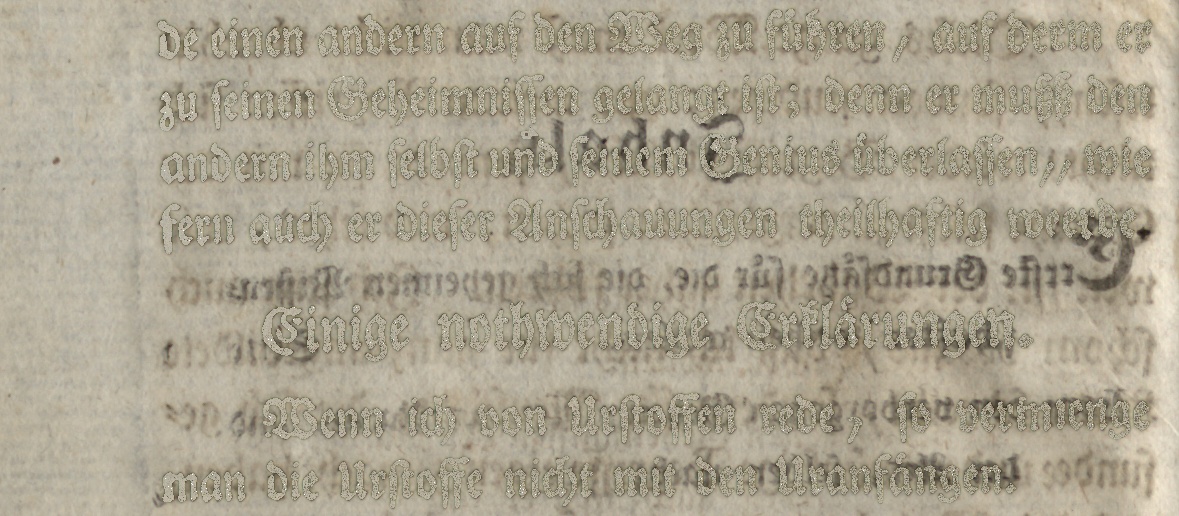 de einen andern auf den Weg zu führen, auf derm er
zu seinen Geheimnissen gelangt ist; denn er muß den
andern ihm selbst und seinem Genius überlassen,, wie
fern auch er dieser Anschauungen theilhaftig weerde.
Einige nothwendige Erklärungen.
Wenn ich von Urstoffen rede, so vermenge
man die Urstoffe nicht mit den Uranfängen.